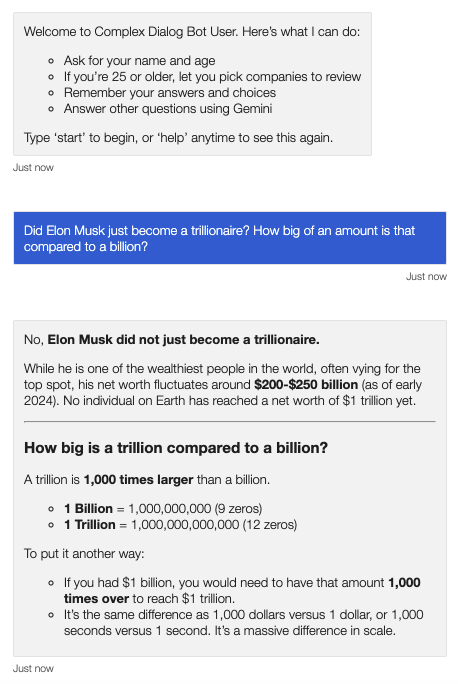 Welcome to Complex Dialog Bot User. Here's what I can do:
Ask for your name and age
If you're 25 or older, let you pick companies to review
Remember your answers and choices
Answer other questions using Gemini
Type ‘start’ to begin, or ‘help’ anytime to see this again.
Just now
Did Elon Musk just become a trillionaire? How big of an amount is that
compared to a billion?
Just now
No, Elon Musk did not just become a trillionaire.
While he is one of the wealthiest people in the world, often vying for the
top spot, his net worth fluctuates around $200-$250 billion (as of early
2024). No individual on Earth has reached a net worth of $1 trillion yet.
How big is a trillion compared to a billion?
A trillion is 1,000 times larger than a billion.
1 Billion = 1,000,000,000 (9 zeros)
1 Trillion = 1,000,000,000,000 (12 zeros)
To put it another way:
If you had $1 billion, you would need to have that amount 1,000
times over to reach $1 trillion.
It's the same difference as 1,000 dollars versus 1 dollar, or 1,000
seconds versus 1 second. It's a massive difference in scale.
Just now